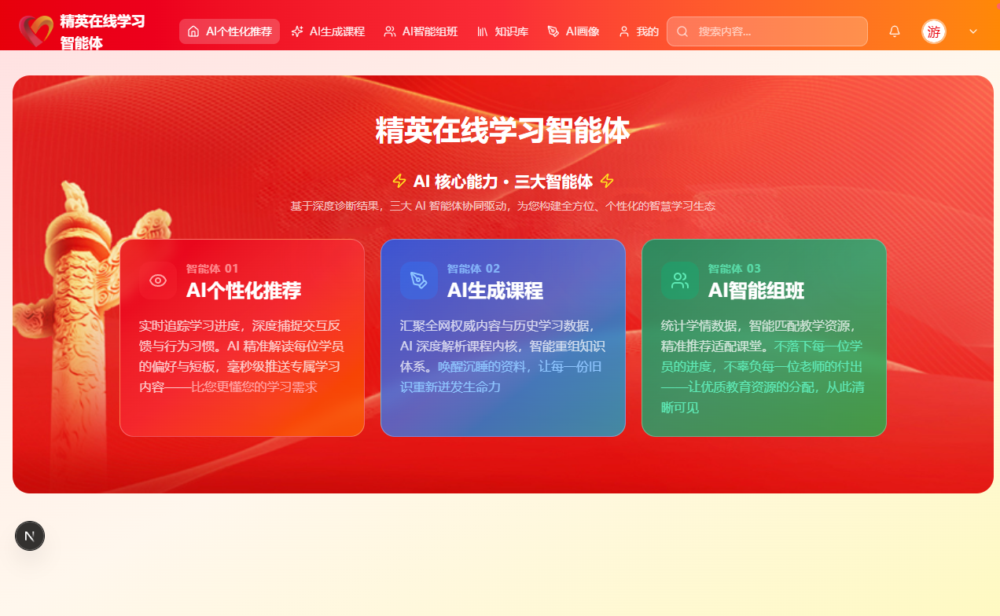 精英在线学习
智能体
AI个性化推荐
AI生成课程
AI智能组班
知识库
AI画像
我的
搜索内容...
游
精英在线学习智能体
AI 核心能力 · 三大智能体
基于深度诊断结果，三大 AI 智能体协同驱动，为您构建全方位、个性化的智慧学习生态
智能体 01
AI个性化推荐
实时追踪学习进度，深度捕捉交互反
馈与行为习惯。AI 精准解读每位学员
的偏好与短板，毫秒级推送专属学习
内容——比您更懂您的学习需求
智能体 02
AI生成课程
汇聚全网权威内容与历史学习数据，
AI 深度解析课程内核，智能重组知识
体系。唤醒沉睡的资料，让每一份旧
识重新迸发生命力
智能体 03
AI智能组班
统计学情数据，智能匹配教学资源，
精准推荐适配课堂。不落下每一位学
员的进度，不辜负每一位老师的付出
——让优质教育资源的分配，从此清
晰可见
N